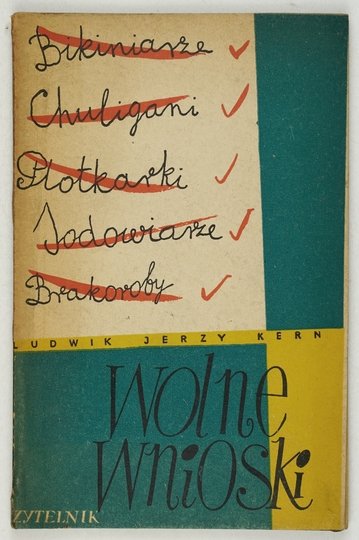 Bikiniarze
Chuligani
Plotkarki
Jodowiarze
Brakoroby
LUDWIK JERZY KERN
Wolne
wnioski
ZYTELNIK